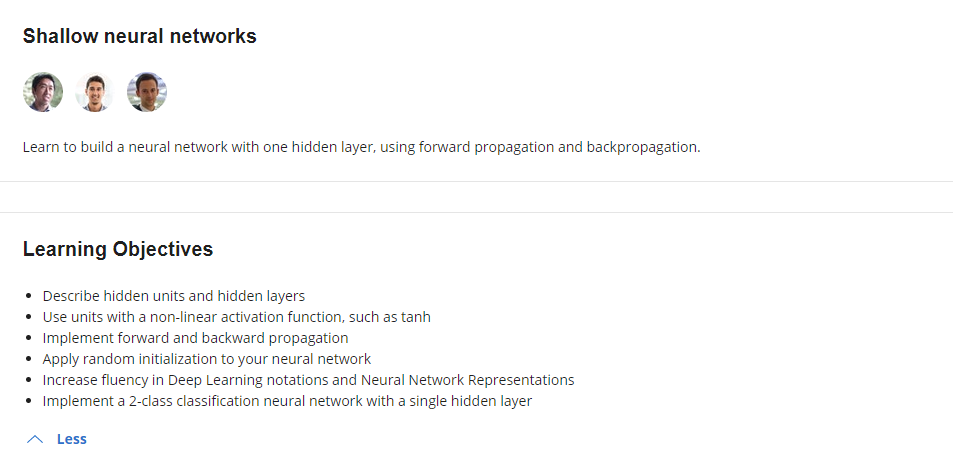 Shallow neural networks
Learn to build a neural network with one hidden layer, using forward propagation and backpropagation.
Learning Objectives
Describe hidden units and hidden layers
Use units with a non-linear activation function, such as tanh
Implement forward and backward propagation
Apply random initialization to your neural network
Increase fluency in Deep Learning notations and Neural Network Representations
Implement a 2-class classification neural network with a single hidden layer
Less